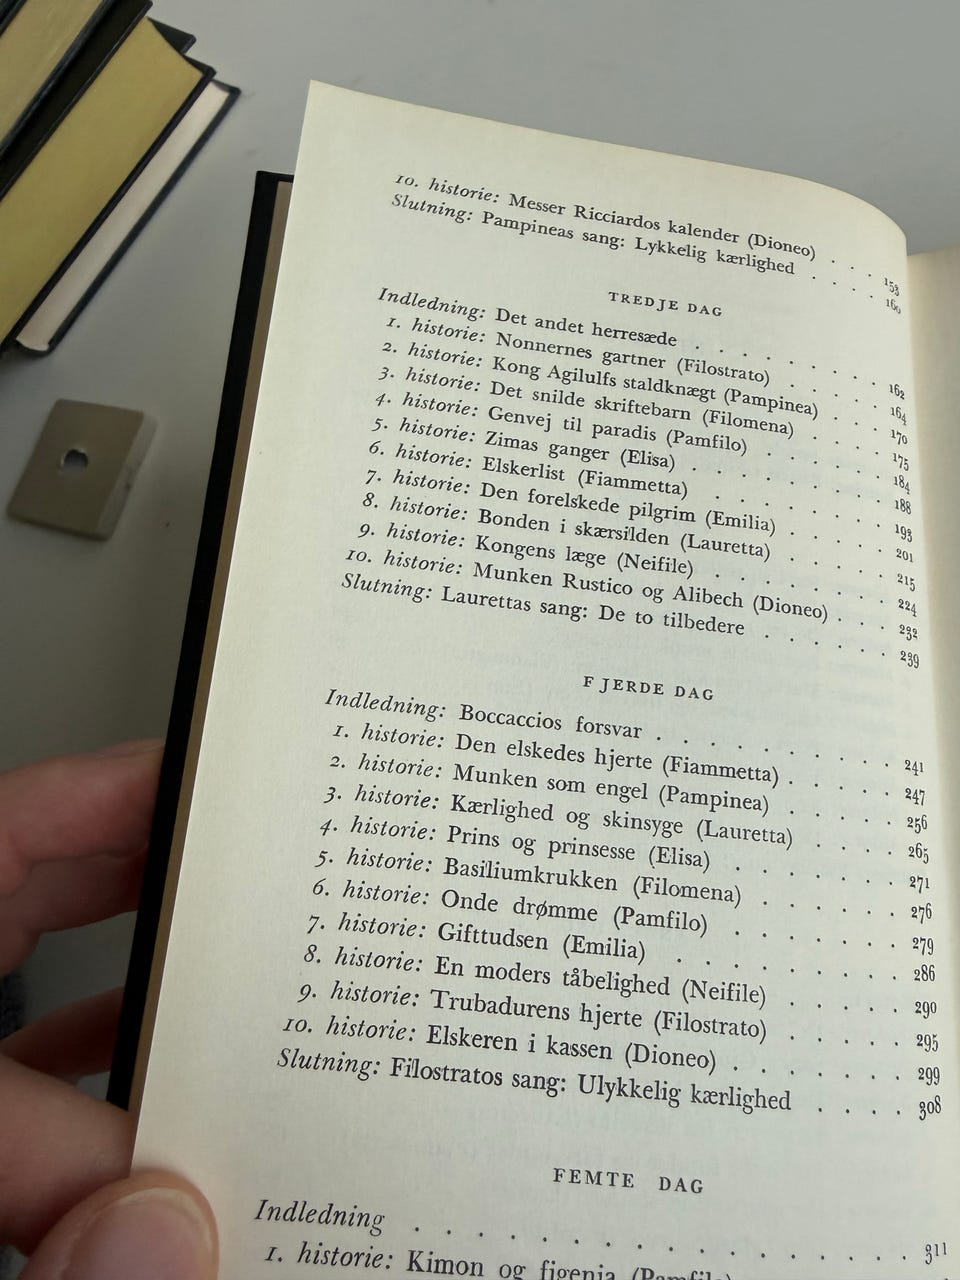 10. historie: Messer Ricciardos kalender (Dioneo) . . . 153
Slutning: Pampineas sang: Lykkelig kærlighed . . . . 160
TREDJE DAG
Indledning: Det andet herresæde . . . . . . . . 162
1. historie: Nonnernes gartner (Filostrato) . . . . . 164
2. historie: Kong Agilulfs staldknægt (Pampinea) . . . 170
3. historie: Det snilde skriftebarn (Filomena) . . . . 175
4. historie: Genvej til paradis (Pamfilo) . . . . . . 184
5. historie: Zimas ganger (Elisa) . . . . . . . . 188
6. historie: Elskerlist (Fiammetta) . . . . . . . 193
7. historie: Den forelskede pilgrim (Emilia) . . . . . 201
8. historie: Bonden i skærsilden (Lauretta) . . . . . 215
9. historie: Kongens læge (Neifile) . . . . . . . 224
10. historie: Munken Rustico og Alibech (Dioneo) . . . 232
Slutning: Laurettas sang: De to tilbedere . . . . . . 239
FJERDE DAG
Indledning: Boccaccios forsvar . . . . . . . . . 241
1. historie: Den elskedes hjerte (Fiammetta) . . . . . 247
2. historie: Munken som engel (Pampinea) . . . . . 256
3. historie: Kærlighed og skinsyge (Lauretta) . . . . 265
4. historie: Prins og prinsesse (Elisa) . . . . . . . 271
5. historie: Basiliumkrukken (Filomena) . . . . . . 276
6. historie: Onde drømme (Pamfilo) . . . . . . . 279
7. historie: Gifttudsen (Emilia) . . . . . . . . 286
8. historie: En moders tåbelighed (Neifile) . . . . . 290
9. historie: Trubadurens hjerte (Filostrato) . . . . . 295
10. historie: Elskeren i kassen (Dioneo) . . . . . . . 299
Slutning: Filostratos sang: Ulykkelig kærlighed . . . . 308
FEMTE DAG
Indledning . . . . . . . . . . . . . . 311
1. historie: Kimon og figenia